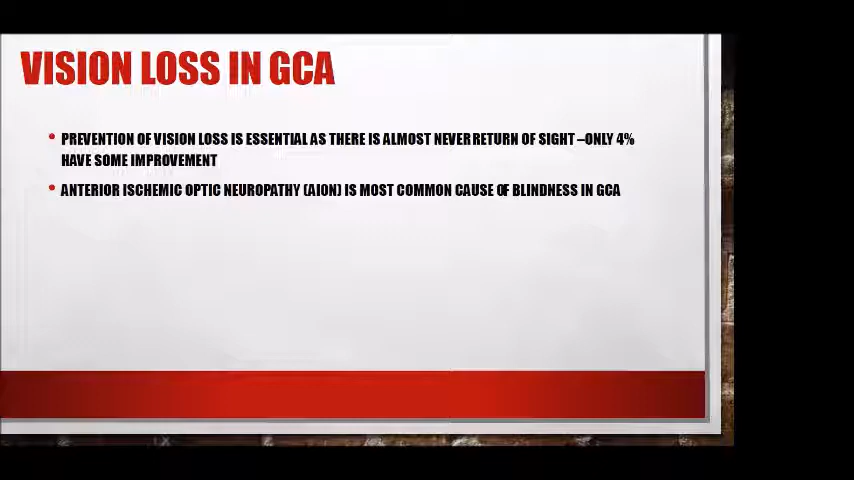 VISION LOSS IN GCA
• PREVENTION OF VISION LOSS IS ESSENTIAL AS THERE IS ALMOST NEVER RETURN OF SIGHT –ONLY 4%
HAVE SOME IMPROVEMENT
• ANTERIOR ISCHEMIC OPTIC NEUROPATHY (AION) IS MOST COMMON CAUSE OF BLINDNESS IN GCA